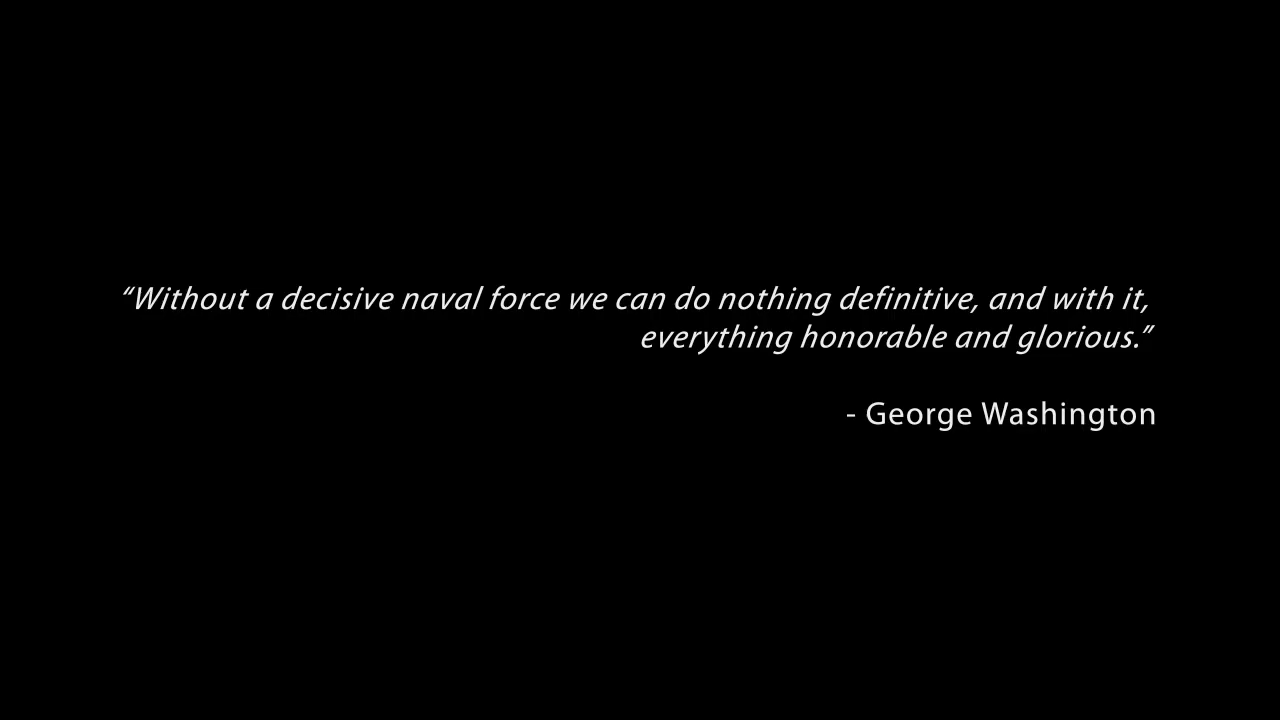 “Without a decisive naval force we can do nothing definitive, and with it,
everything honorable and glorious.”
- George Washington